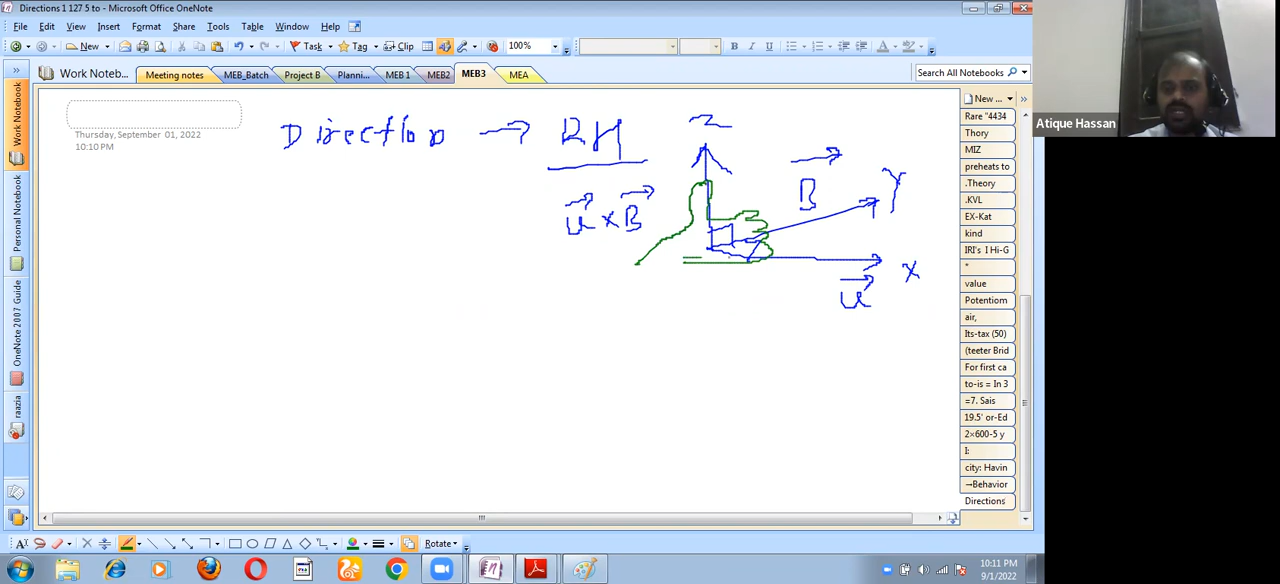 Directions 1 127 5 to - Microsoft Office OneNote
File Edit View Insert Format Share Tools Table Window Help
Back New Task Tag Clip 100% B I U A
Work Noteb... Meeting notes MEB_Batch Project B Planni... MEB 1 MEB2 MEB3 MEA Search All Notebooks
Work Notebook
Personal Notebook
OneNote 2007 Guide
raazia
Thursday, September 01, 2022
10:10 PM
Direction → RH
u × B
Z
B
Y
X
u
New ...
Rare "4434
Thory
MIZ
preheats to
.Theory
.KVL
EX-Kat
kind
IRI's I Hi-G
"
value
Potentiom
air,
Its-tax (50)
(teeter Brid
For first ca
to-is = In 3
=7. Sais
19.5' or-Ed
2×600-5 y
I:
city: Havin
→Behavior
Directions
Atique Hassan
Rotate
10:11 PM
9/1/2022